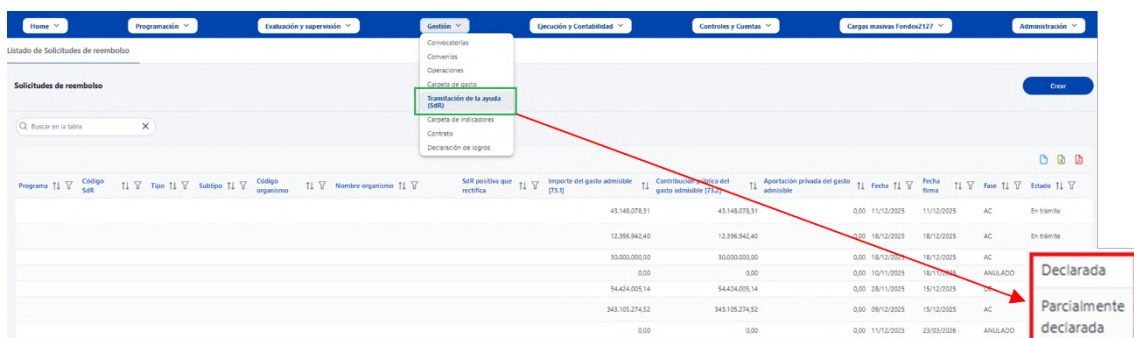 Home Programación Evaluación y supervisión Gestión Ejecución y Contabilidad Controles y Cuentas Cargas masivas Fondos2127 Administración
Listado de Solicitudes de reembolso
Convocatorias
Convenios
Operaciones
Carpeta de gasto
Tramitación de la ayuda
(SdR)
Carpeta de Indicadores
Contrato
Declaración de logros
Solicitudes de reembolso
Crear
Buscar en la tabla
Programa Código SdR Tipo Subtipo Código organismo Nombre organismo SdR positiva que rectifica Importe del gasto admisible [73.1] Contribución pública del gasto admisible [73.2] Aportación privada del gasto admisible Fecha Fecha firma Fase Estado
43.148.078,31 43.148.078,31 0,00 11/12/2025 11/12/2025 AC En trámite
12.396.942,40 12.396.942,40 0,00 18/12/2025 18/12/2025 AC En trámite
30.000.000,00 30.000.000,00 0,00 18/12/2025 18/12/2025 AC
0,00 0,00 0,00 10/11/2025 18/11/2025 ANULADO
54.424.005,14 54.424.005,14 0,00 28/11/2025 15/12/2025
343.105.274,52 343.105.274,52 0,00 09/12/2025 15/12/2025 AC
0,00 0,00 0,00 11/12/2025 23/03/2026 ANULADO
Declarada
Parcialmente
declarada